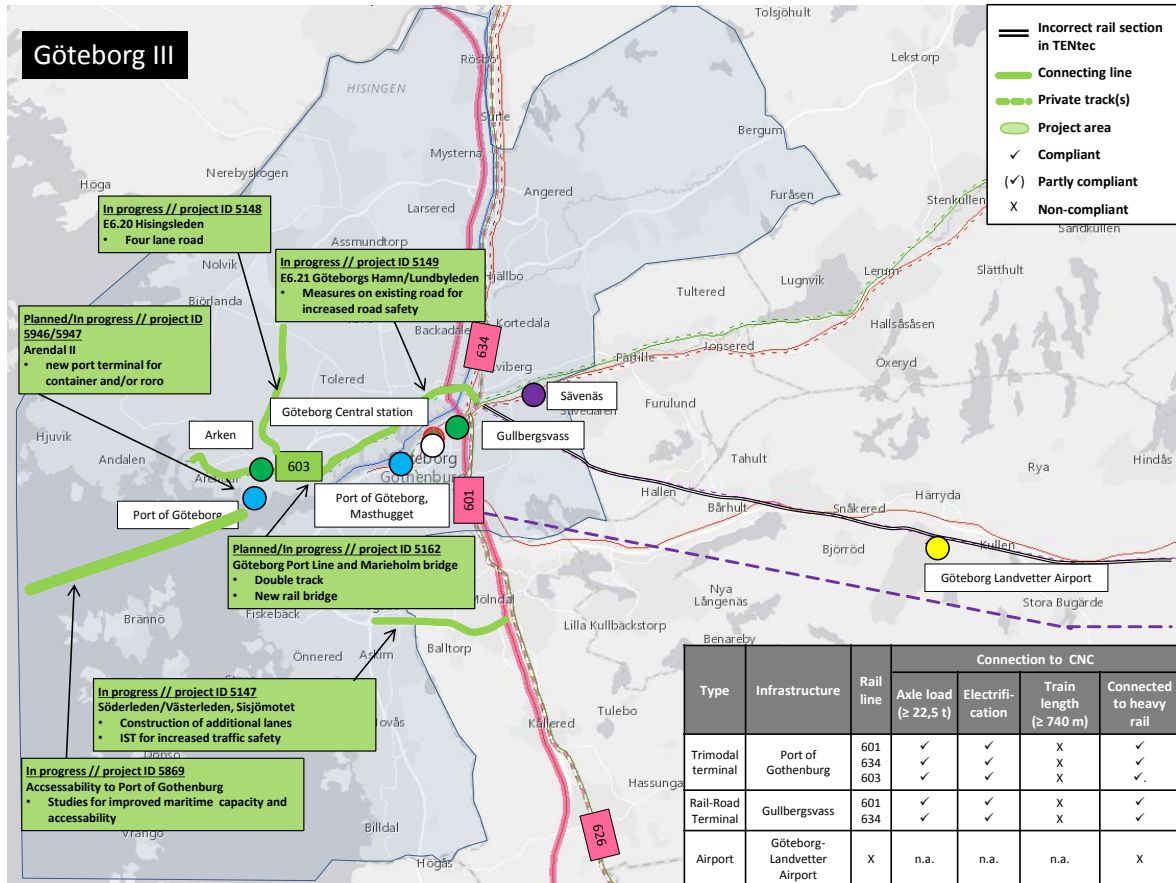 Göteborg III
Incorrect rail section
in TENtec
Connecting line
Private track(s)
Project area
✓ Compliant
(✓) Partly compliant
X Non-compliant
Tolsjöhult
Lekstorp
Rösbo
HISINGEN
Surte
Bergum
Mysterna
Nerebyskogen
Höga
Angered
Furåsen
Stenkullen
Sandkullen
Larsered
In progress // project ID 5148
E6.20 Hisingsleden
• Four lane road
Assmundtorp
Nolvik
Hjällbo
Lerum
Slätthult
Lugnvik
In progress // project ID 5149
E6.21 Göteborgs Hamn/Lundbyleden
• Measures on existing road for
increased road safety
Tultered
Björlanda
Hallsåsåsen
Kortedala
Backadalen
Jonsered
Öxeryd
Partille
634
Planned/In progress // project ID
5946/5947
Arendal II
• new port terminal for
container and/or roro
Tolered
Sävenäs
Furulund
Göteborg Central station
Hjuvik
Arken
Gullbergsvass
Andalen
603
Gothenburg
Tahult
Rya
Hindås
Hallen
Port of Göteborg,
Masthugget
601
Port of Göteborg
Bårhult
Snåkered
Härryda
Kullen
Björröd
Planned/In progress // project ID 5162
Göteborg Port Line and Marieholm bridge
• Double track
• New rail bridge
Göteborg Landvetter Airport
Nya
Långenäs
Stora Bugärde
Mölndal
Brännö
Fiskebäck
Lilla Kullbäckstorp
Benareby
Balltorp
Önnered
Askim
In progress // project ID 5147
Söderleden/Västerleden, Sisjömotet
• Construction of additional lanes
• IST for increased traffic safety
Tulebo
Kållered
Donsö
In progress // project ID 5869
Accsessability to Port of Gothenburg
• Studies for improved maritime capacity and
accessability
Hassunga
Vrångö
Billdal
626
Högås
Type Infrastructure Rail line Connection to CNC
Axle load (≥ 22,5 t) Electrifi-cation Train length (≥ 740 m) Connected to heavy rail
Trimodal terminal Port of Gothenburg 601 ✓ ✓ X ✓
634 ✓ ✓ X ✓
603 ✓ ✓ X ✓.
Rail-Road Terminal Gullbergsvass 601 ✓ ✓ X ✓
634 ✓ ✓ X ✓
Airport Göteborg-Landvetter Airport X n.a. n.a. n.a. X